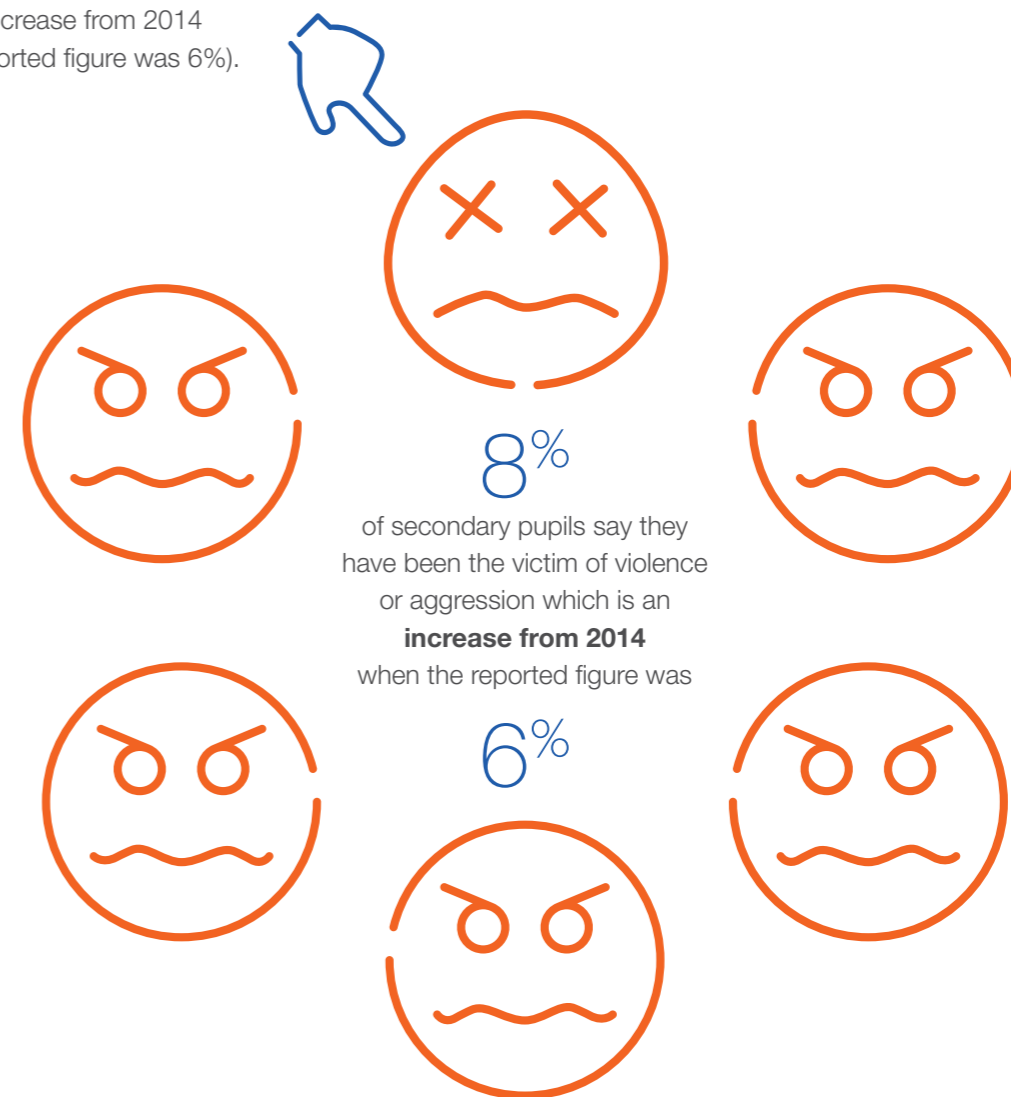 crease from 2014
orted figure was 6%).
8%
of secondary pupils say they
have been the victim of violence
or aggression which is an
increase from 2014
when the reported figure was
6%